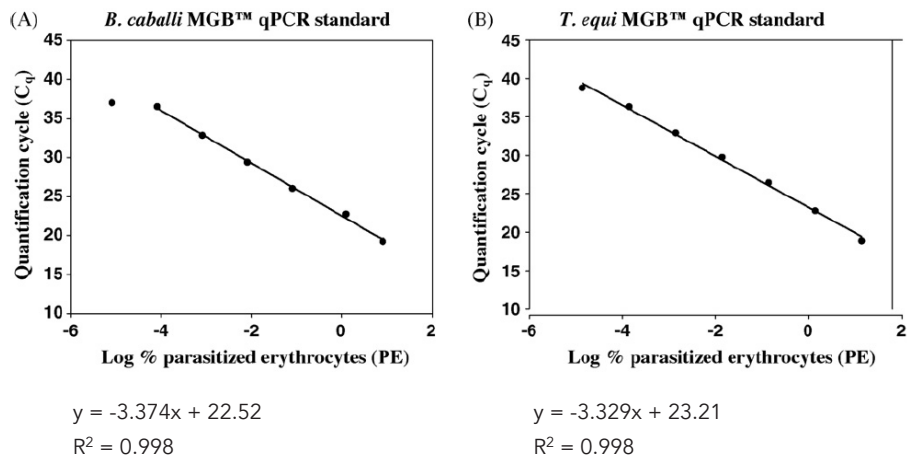 (A) B. caballi MGB™ qPCR standard
45
40
35
30
25
20
15
10
Quantification cycle (Cq)
-6 -4 -2 0 2
Log % parasitized erythrocytes (PE)
y = -3.374x + 22.52
R² = 0.998
(B) T. equi MGB™ qPCR standard
45
40
35
30
25
20
15
10
Quantification cycle (Cq)
-6 -4 -2 0 2
Log % parasitized erythrocytes (PE)
y = -3.329x + 23.21
R² = 0.998